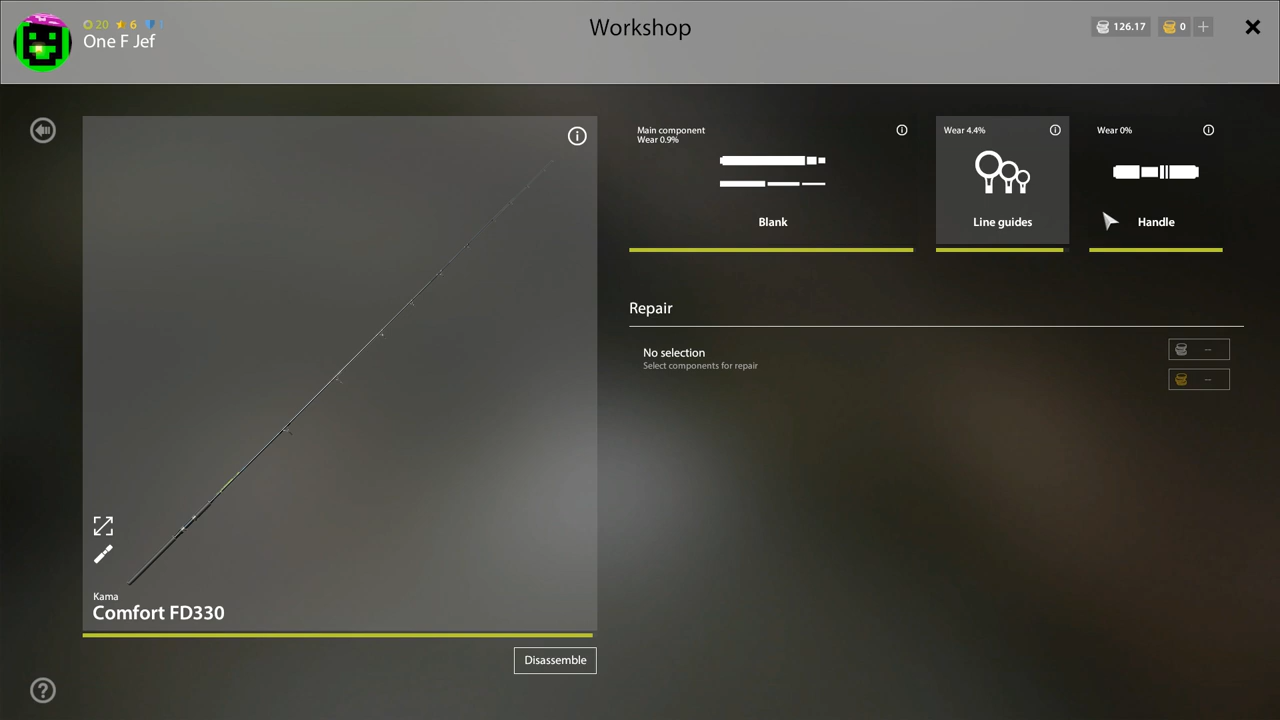 20 6
One F Jef
Workshop
126.17
0
+
Main component
Wear 0.9%
Blank
Wear 4.4%
Line guides
Wear 0%
Handle
Repair
No selection
Select components for repair
--
--
Kama
Comfort FD330
Disassemble
?